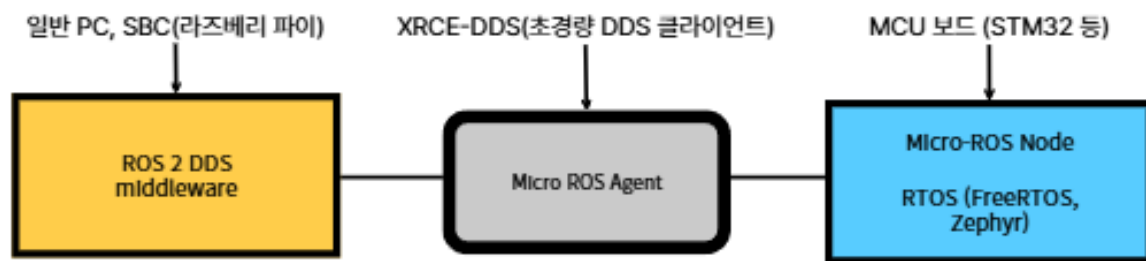 일반 PC, SBC(라즈베리 파이)
XRCE-DDS(초경량 DDS 클라이언트)
MCU 보드 (STM32 등)
ROS 2 DDS
middleware
Micro ROS Agent
Micro-ROS Node
RTOS (FreeRTOS,
Zephyr)